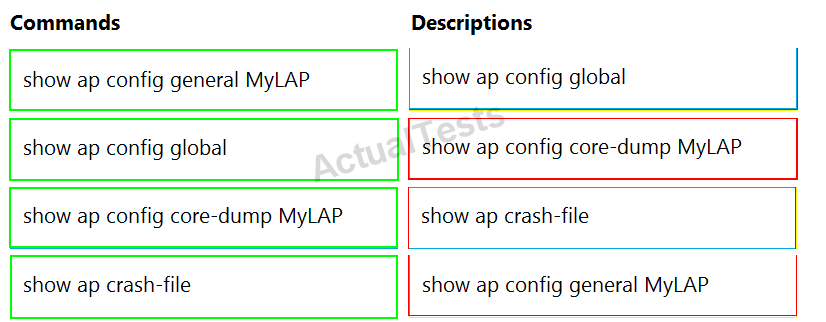 Commands
Descriptions
show ap config general MyLAP
show ap config global
show ap config global
show ap config core-dump MyLAP
show ap config core-dump MyLAP
show ap crash-file
show ap crash-file
show ap config general MyLAP
ActualTests